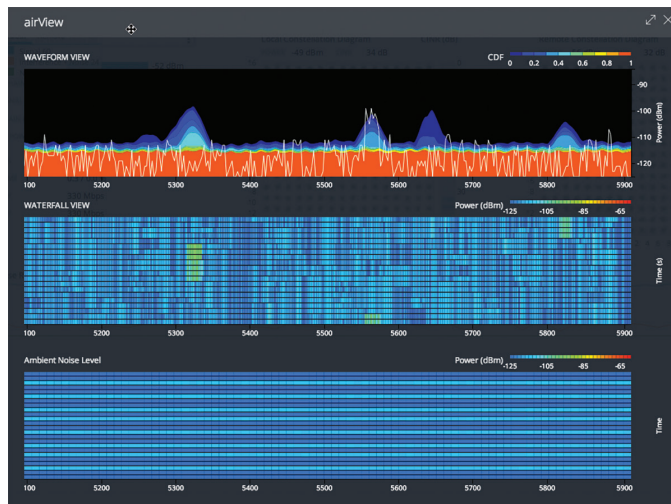 airView
WAVEFORM VIEW
CDF 0 0.2 0.4 0.6 0.8 1
-90
-100
-110
-120
Power (dBm)
100 5200 5300 5400 5500 5600 5700 5800 5900
WATERFALL VIEW
Power (dBm) -125 -105 -85 -65
Time (s)
100 5200 5300 5400 5500 5600 5700 5800 5900
Ambient Noise Level
Power (dBm) -125 -105 -85 -65
Time
100 5200 5300 5400 5500 5600 5700 5800 5900